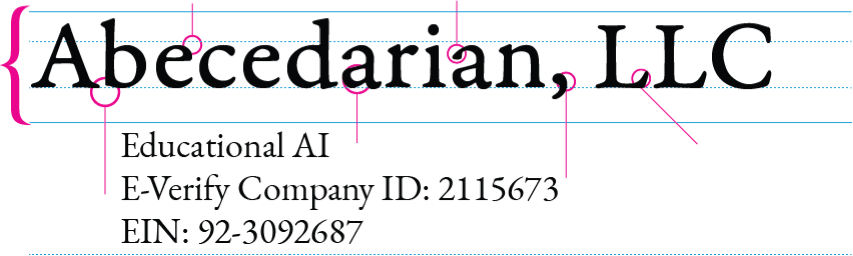 Abecedarian, LLC
Educational AI
E-Verify Company ID: 2115673
EIN: 92-3092687